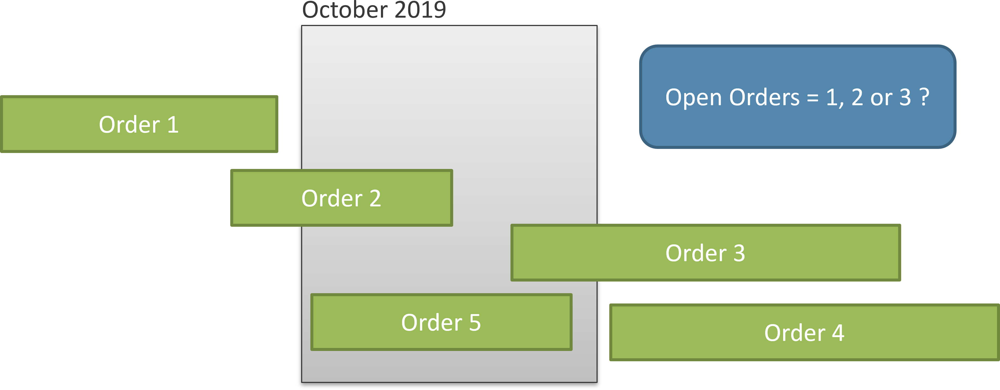 October 2019
Open Orders = 1, 2 or 3 ?
Order 1
Order 2
Order 3
Order 5
Order 4